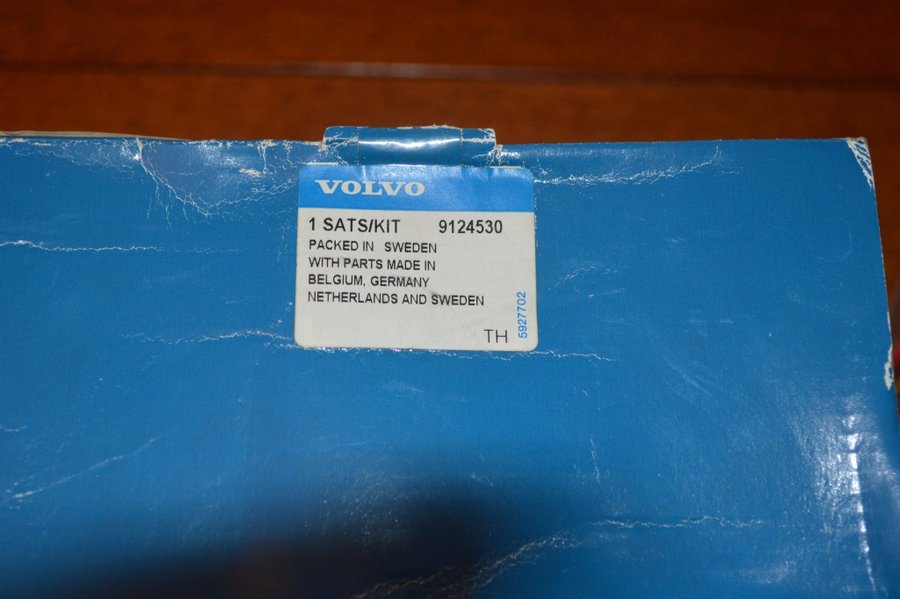 VOLVO
1 SATS/KIT 9124530
PACKED IN SWEDEN
WITH PARTS MADE IN
BELGIUM, GERMANY
NETHERLANDS AND SWEDEN
TH
5927702